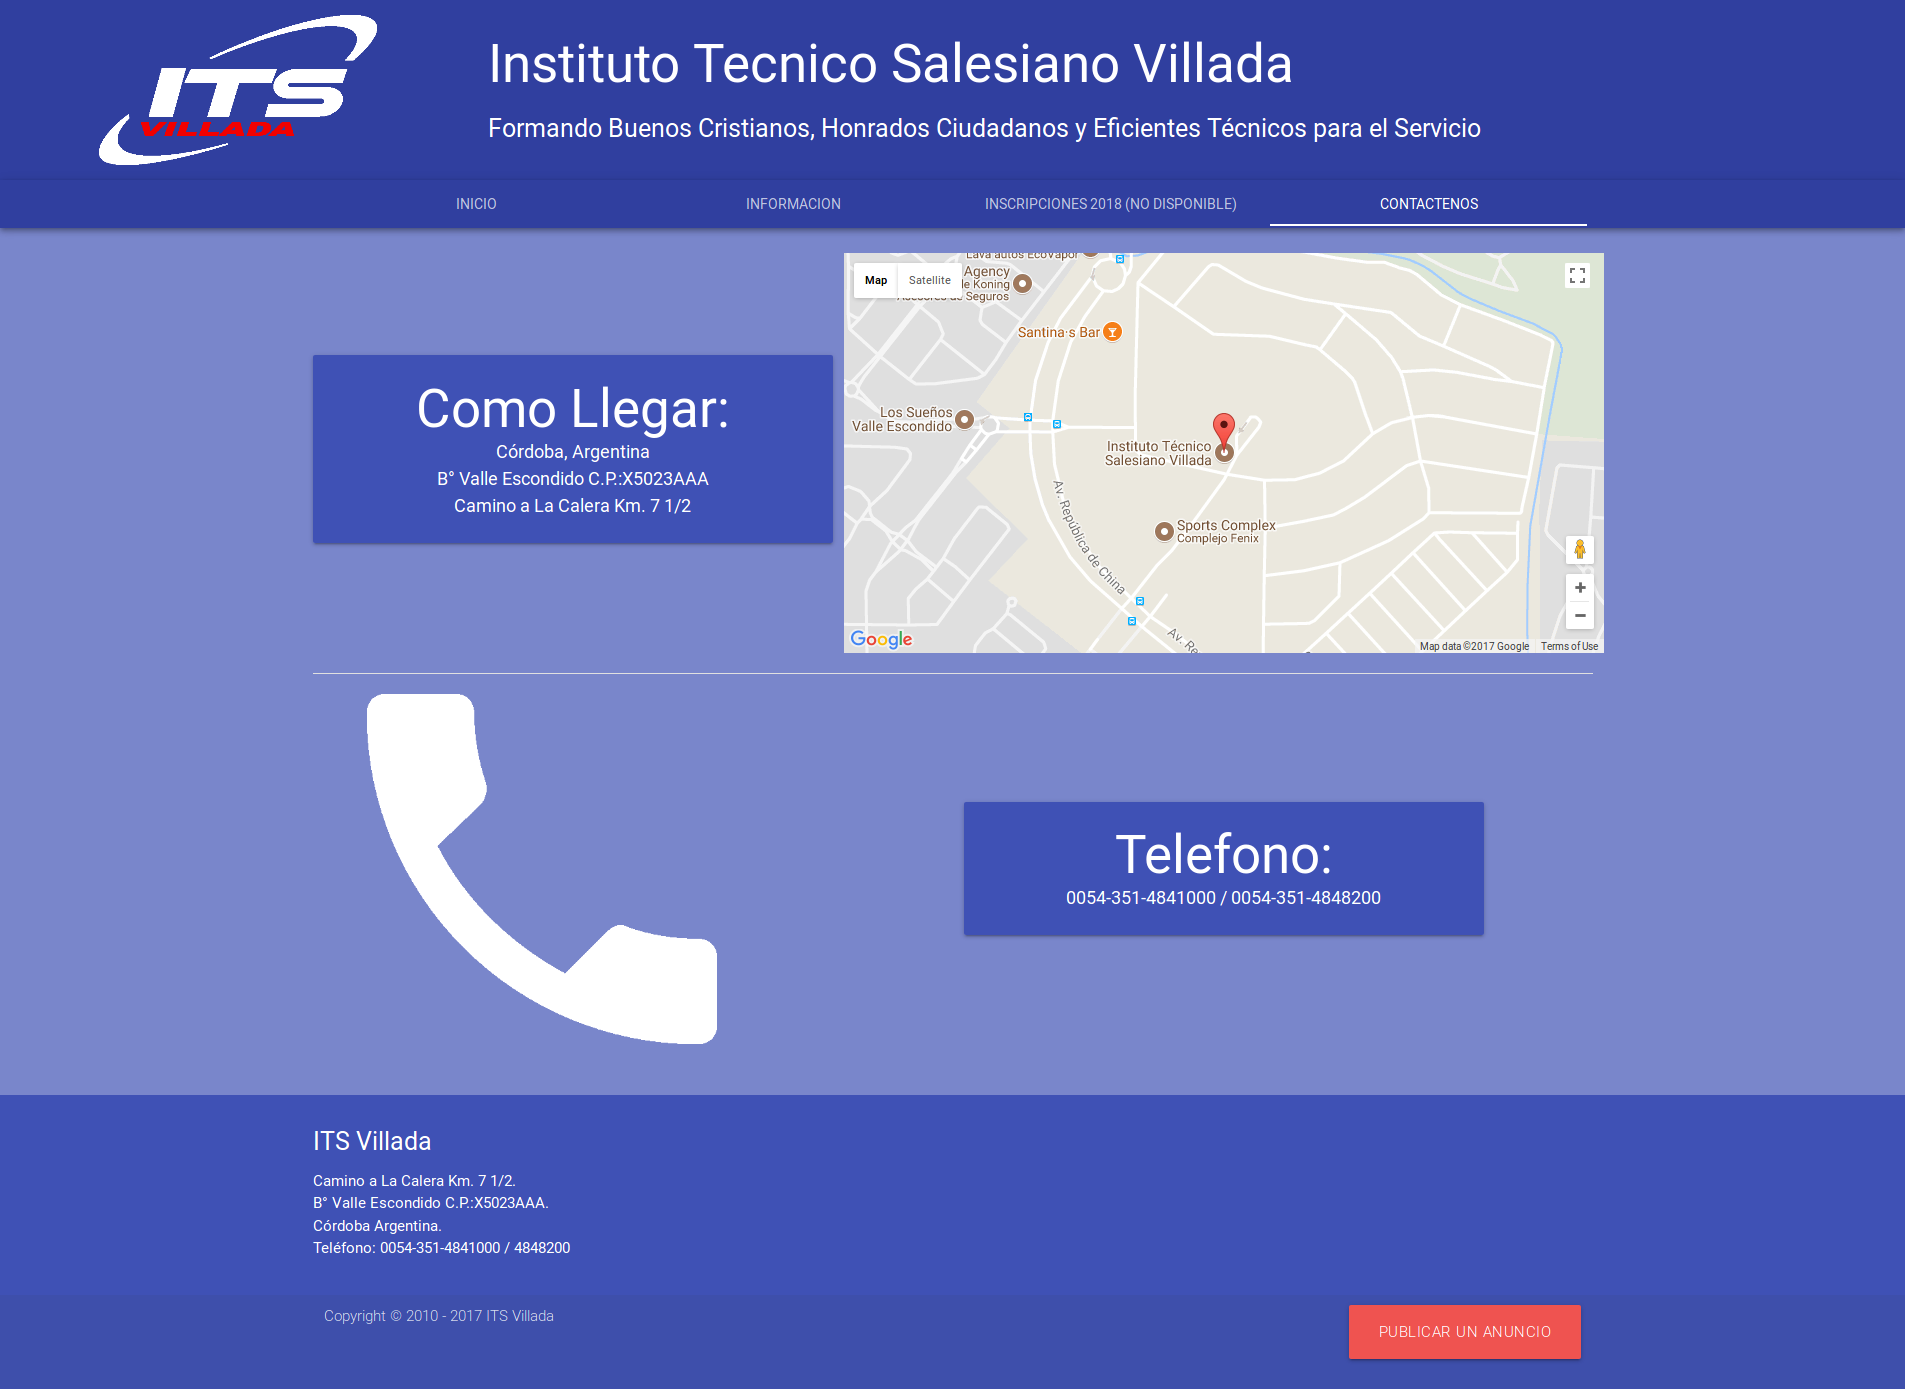 ITS
VILLADA
Instituto Tecnico Salesiano Villada
Formando Buenos Cristianos, Honrados Ciudadanos y Eficientes Técnicos para el Servicio
INICIO
INFORMACION
INSCRIPCIONES 2018 (NO DISPONIBLE)
CONTACTENOS
Como Llegar:
Córdoba, Argentina
B° Valle Escondido C.P.:X5023AAA
Camino a La Calera Km. 7 1/2
Lava autos EcoVapor
Map
Satellite
Agency
de Koning
Asesores de Seguros
Santina's Bar
Los Sueños
Valle Escondido
Instituto Técnico
Salesiano Villada
Av. República de China
Sports Complex
Complejo Fenix
Av. Re
Google
Map data ©2017 Google
Terms of Use
Telefono:
0054-351-4841000 / 0054-351-4848200
ITS Villada
Camino a La Calera Km. 7 1/2.
B° Valle Escondido C.P.:X5023AAA.
Córdoba Argentina.
Teléfono: 0054-351-4841000 / 4848200
Copyright © 2010 - 2017 ITS Villada
PUBLICAR UN ANUNCIO